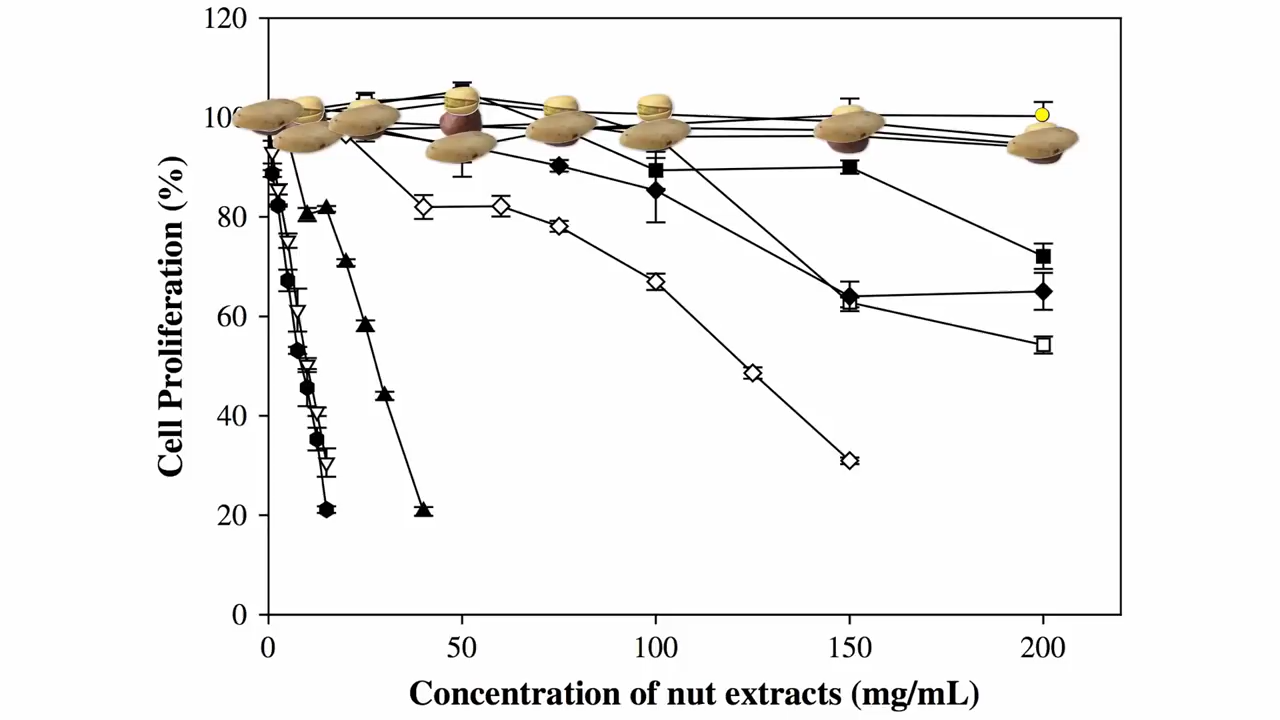 120
100
80
60
40
20
0
Cell Proliferation (%)
0 50 100 150 200
Concentration of nut extracts (mg/mL)